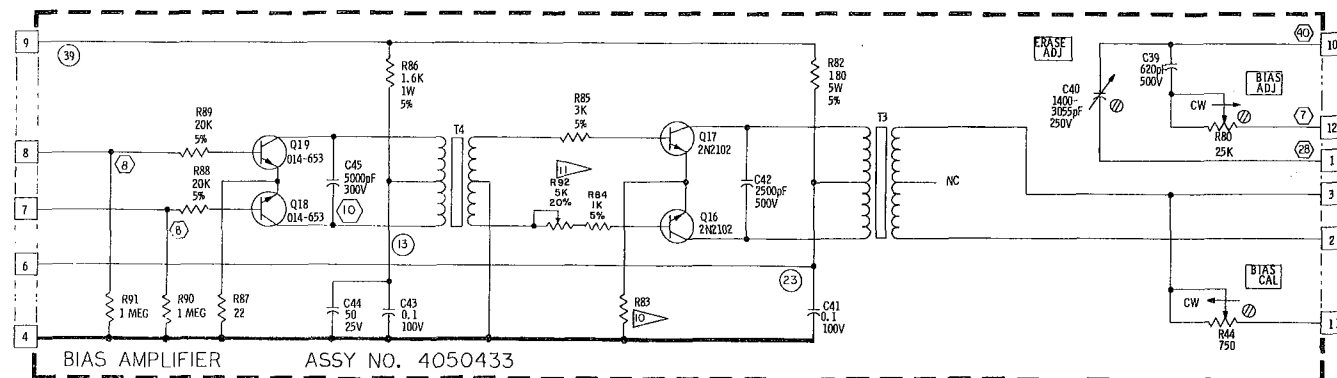 9
39
R86
1.6K
1W
5%
R82
180
5W
5%
ERASE
ADJ
40
10
C39
620pF
500V
BIAS
ADJ
C40
1400-
3055pF
250V
CW
7
12
R80
25K
28
1
R89
20K
5%
Q19
014-653
8
8
R88
20K
5%
C45
5000pF
300V
T4
R85
3K
5%
Q17
2N2102
T3
11
R92
5K
20%
R84
1K
5%
C42
2500pF
500V
NC
3
7
8
Q18
014-653
10
Q16
2N2102
2
13
6
23
BIAS
CAL
R91
1 MEG
R90
1 MEG
R87
22
C44
50
25V
C43
0.1
100V
R83
10
C41
0.1
100V
CW
R44
750
1
4
BIAS AMPLIFIER ASSY NO. 4050433